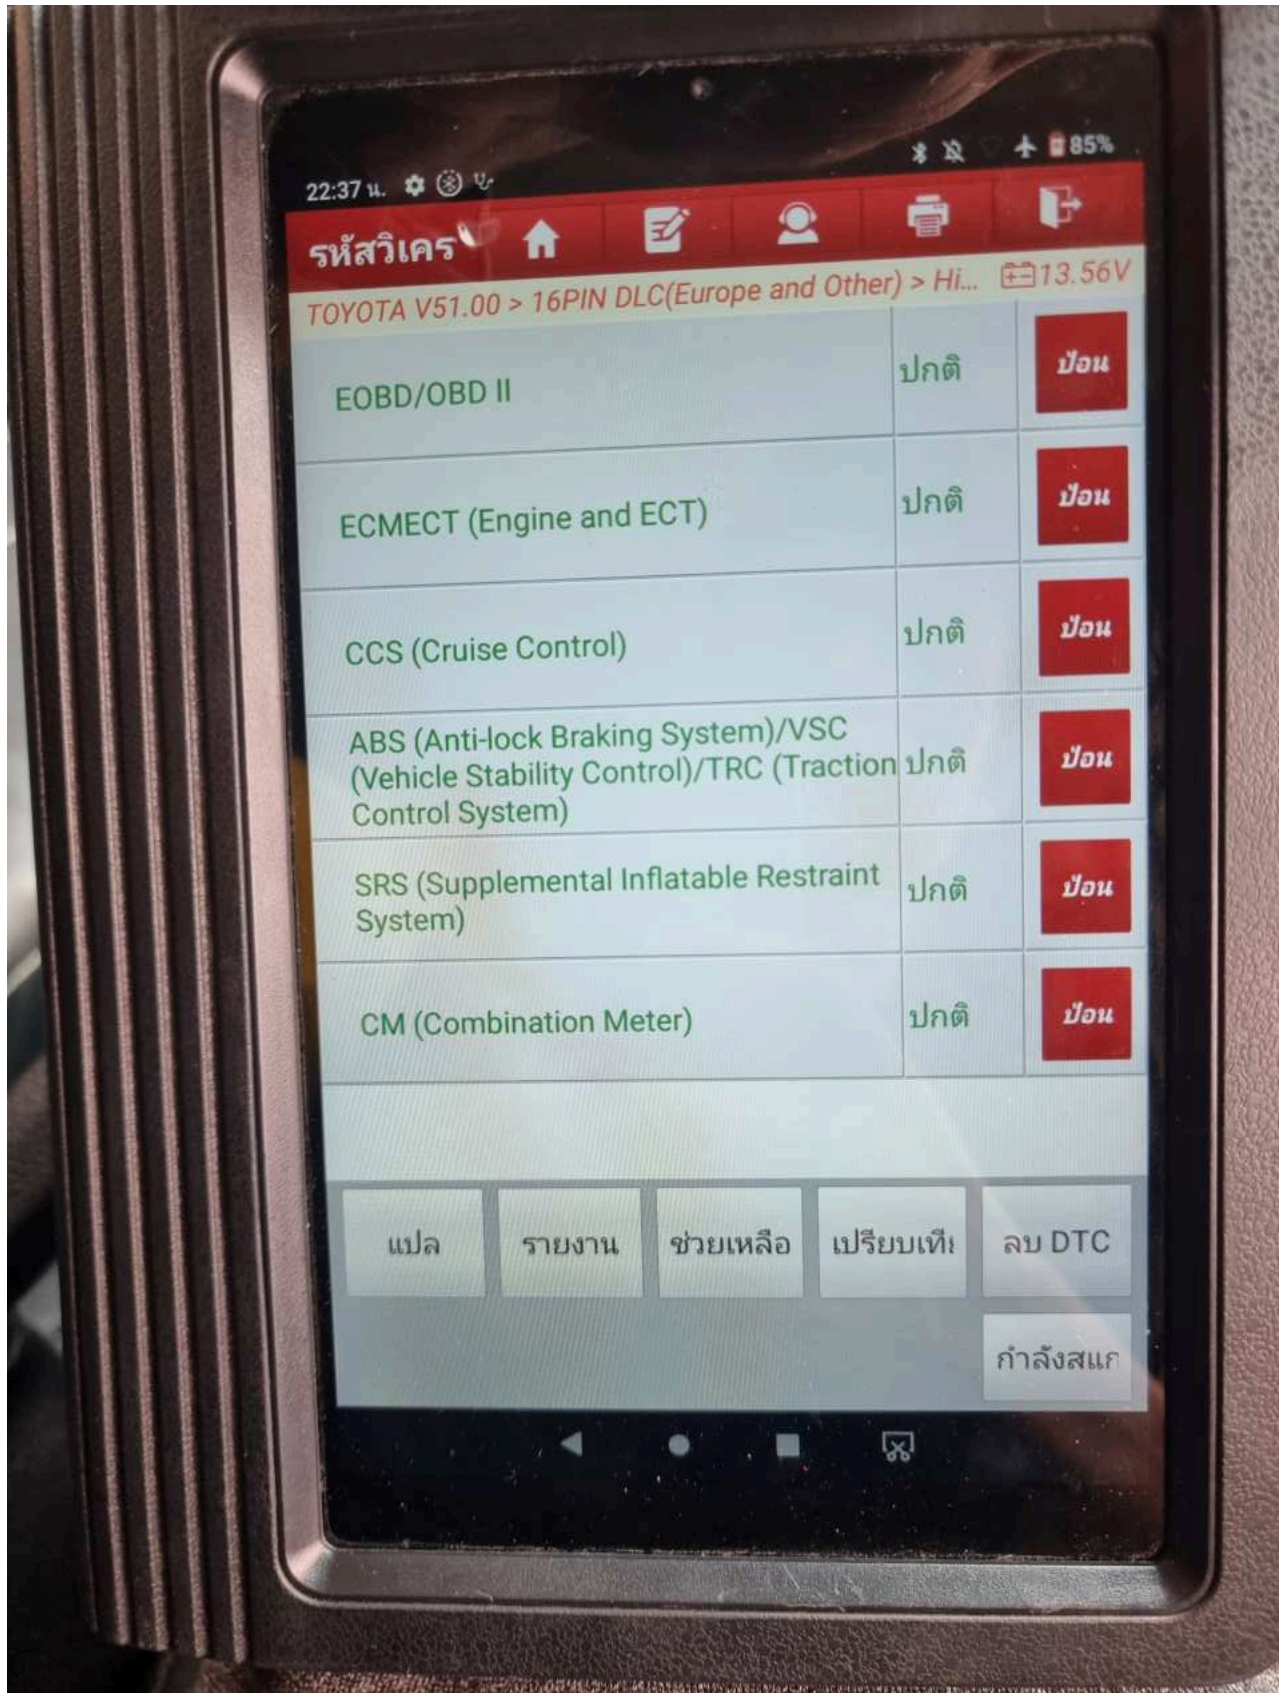 22:37 น. 85%
รหัสวิเคร
TOYOTA V51.00 > 16PIN DLC(Europe and Other) > Hi... 13.56V
EOBD/OBD II ปกติ ป้อน
ECMECT (Engine and ECT) ปกติ ป้อน
CCS (Cruise Control) ปกติ ป้อน
ABS (Anti-lock Braking System)/VSC
(Vehicle Stability Control)/TRC (Traction ปกติ ป้อน
Control System)
SRS (Supplemental Inflatable Restraint
System) ปกติ ป้อน
CM (Combination Meter) ปกติ ป้อน
แปล รายงาน ช่วยเหลือ เปรียบเทีย ลบ DTC
กำลังสแก